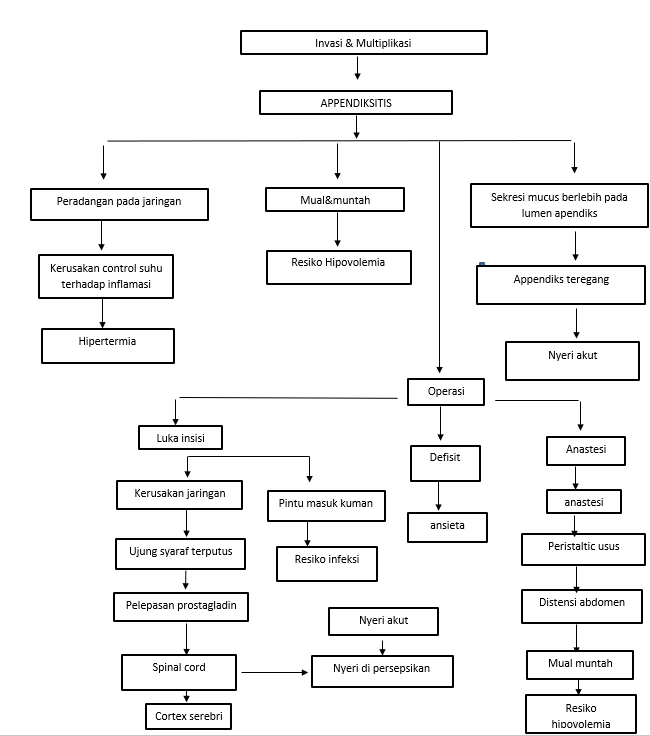 Invasi & Multiplikasi
APPENDIKSITIS
Peradangan pada jaringan
Mual&muntah
Sekresi mucus berlebih pada
lumen apendiks
Kerusakan control suhu
terhadap inflamasi
Resiko Hipovolemia
Appendiks teregang
Hipertermia
Nyeri akut
Operasi
Luka insisi
Defisit
Anastesi
Kerusakan jaringan
Pintu masuk kuman
anastesi
ansieta
Ujung syaraf terputus
Resiko infeksi
Peristaltic usus
Pelepasan prostagladin
Nyeri akut
Distensi abdomen
Spinal cord
Nyeri di persepsikan
Mual muntah
Cortex serebri
Resiko
hipovolemia